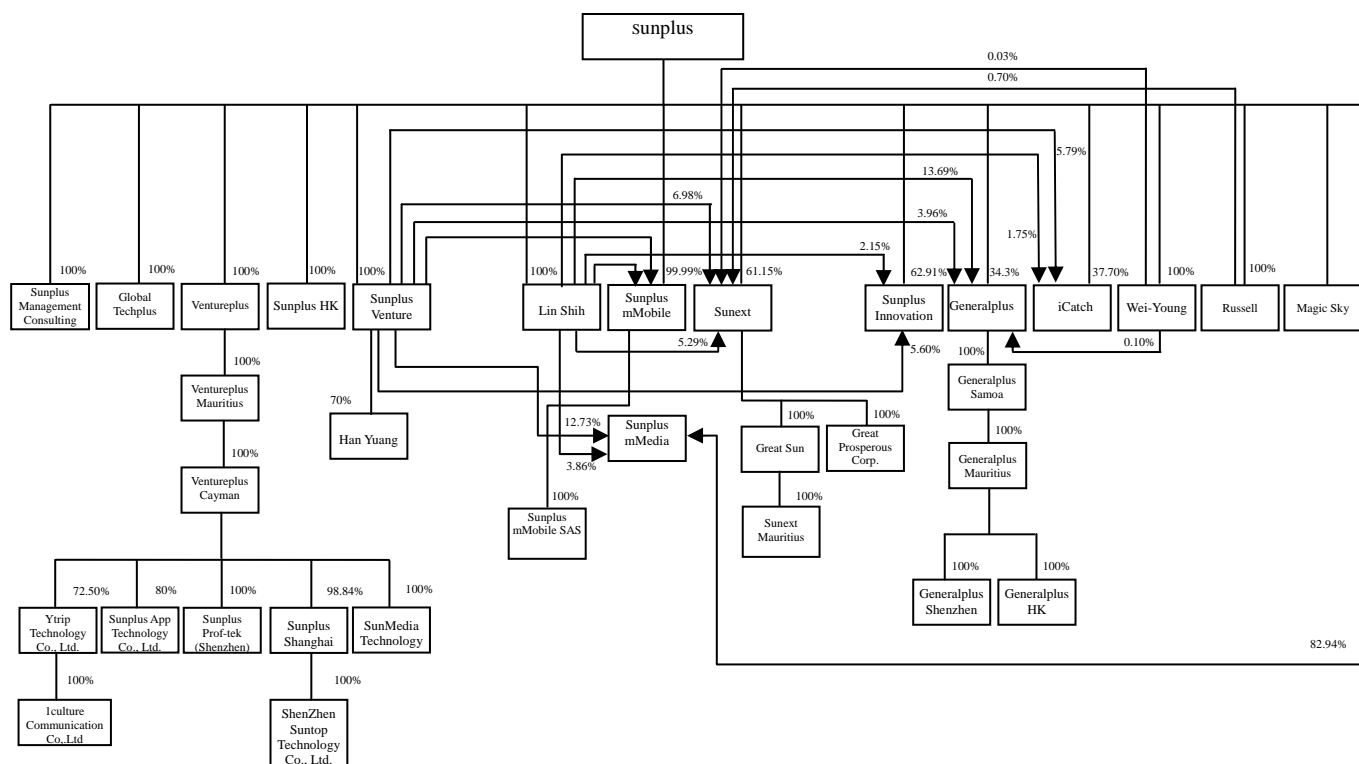 sunplus
0.03%
0.70%
5.79%
13.69%
6.98%
3.96%
1.75%
2.15%
100%
100%
100%
100%
100%
100%
99.99%
61.15%
62.91%
34.3%
37.70%
100%
100%
Sunplus
Management
Consulting
Global
Techplus
Ventureplus
Sunplus HK
Sunplus
Venture
Lin Shih
Sunplus
mMobile
Sunext
Sunplus
Innovation
Generalplus
iCatch
Wei-Young
Russell
Magic Sky
5.29%
5.60%
0.10%
100%
100%
Ventureplus
Mauritius
Generalplus
Samoa
70%
Han Yuang
12.73%
3.86%
Sunplus
mMedia
100%
Great Sun
100%
Great
Prosperous
Corp.
100%
Generalplus
Mauritius
100%
Ventureplus
Cayman
100%
Sunplus
mMobile SAS
100%
Sunext
Mauritius
100%
Generalplus
Shenzhen
100%
Generalplus
HK
72.50%
80%
100%
98.84%
100%
Ytrip
Technology
Co., Ltd.
Sunplus App
Technology
Co., Ltd.
Sunplus
Prof-tek
(Shenzhen)
Sunplus
Shanghai
SunMedia
Technology
82.94%
100%
100%
1culture
Communication
Co,.Ltd
ShenZhen
Suntop
Technology
Co., Ltd.